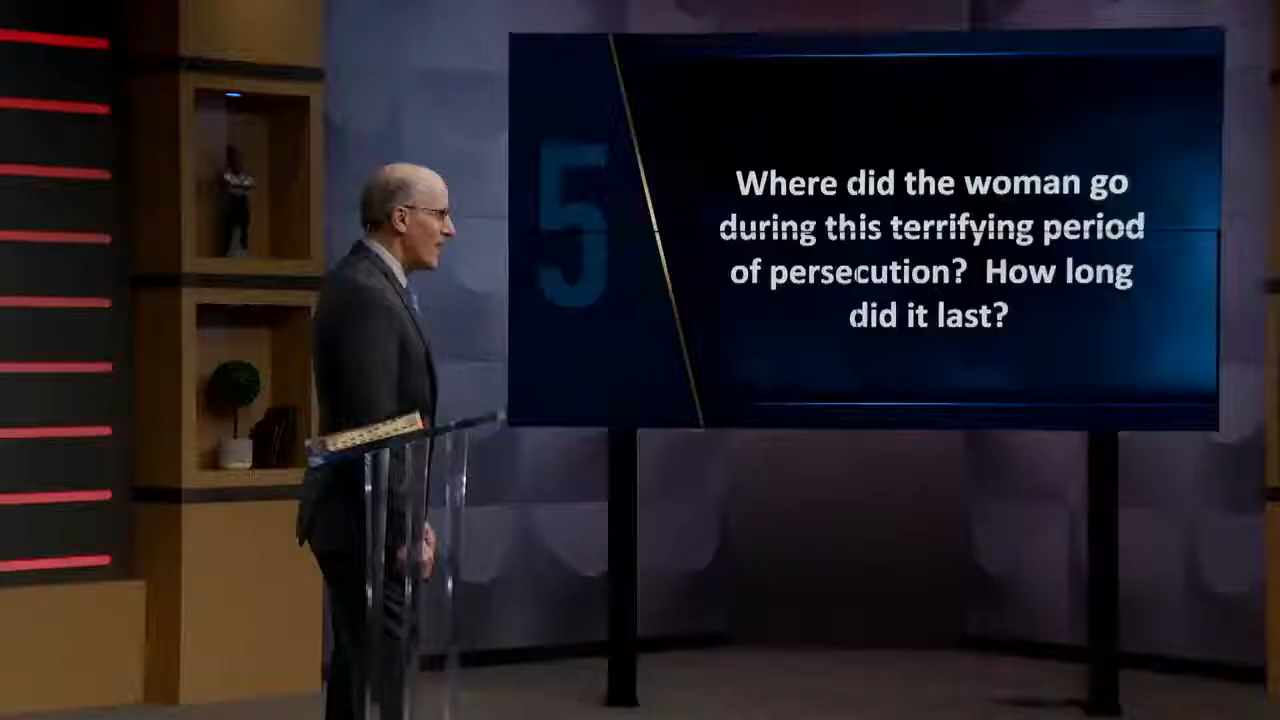 5
Where did the woman go
during this terrifying period
of persecution?  How long
did it last?